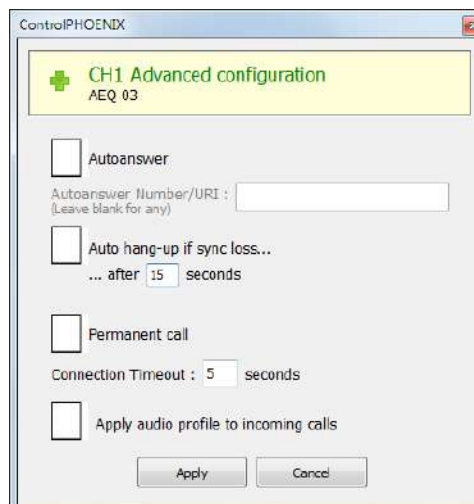 ControlPHOENIX
CH1 Advanced configuration
AEQ 03
Autoanswer
Autoanswer Number/URI :
(Leave blank for any)
Auto hang-up if sync loss...
... after 15 seconds
Permanent call
Connection Timeout : 5 seconds
Apply audio profile to incoming calls
Apply Cancel